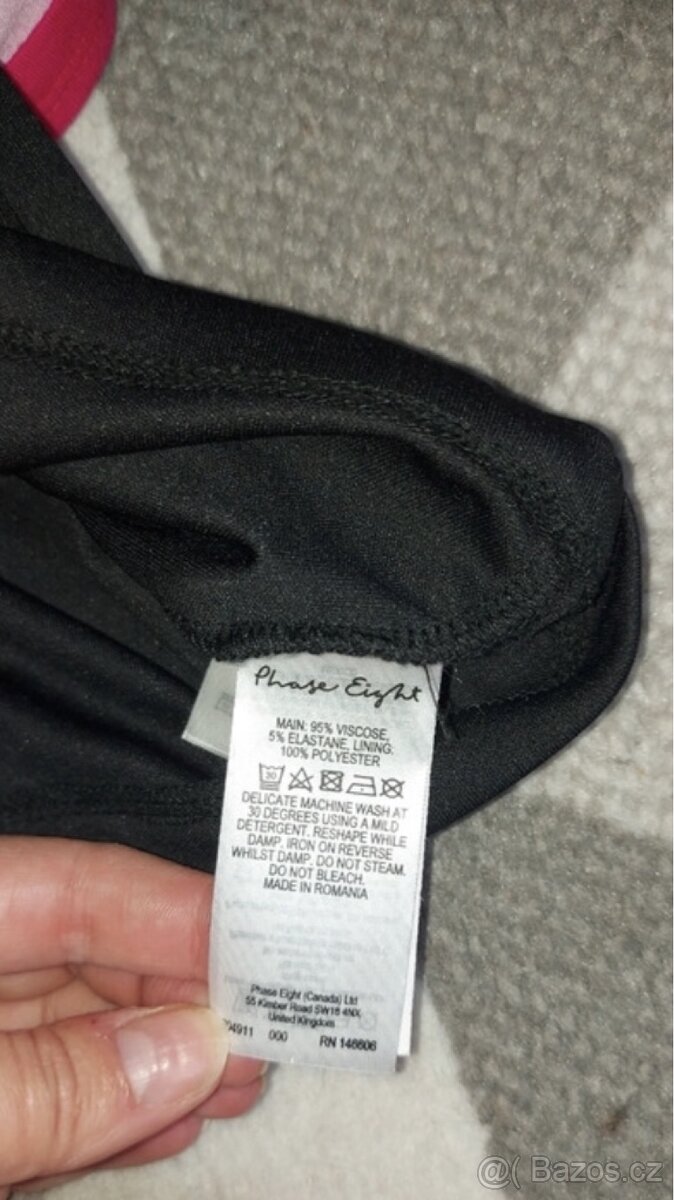 Phase Eight
MAIN: 95% VISCOSE,
5% ELASTANE, LINING:
100% POLYESTER
30
DELICATE MACHINE WASH AT
30 DEGREES USING A MILD
DETERGENT. RESHAPE WHILE
DAMP. IRON ON REVERSE
WHILST DAMP. DO NOT STEAM.
DO NOT BLEACH.
MADE IN ROMANIA
Phase Eight (Canada) Ltd
55 Kimber Road SW18 4NX
United Kingdom
000 RN 146606
@( Bazos.cz